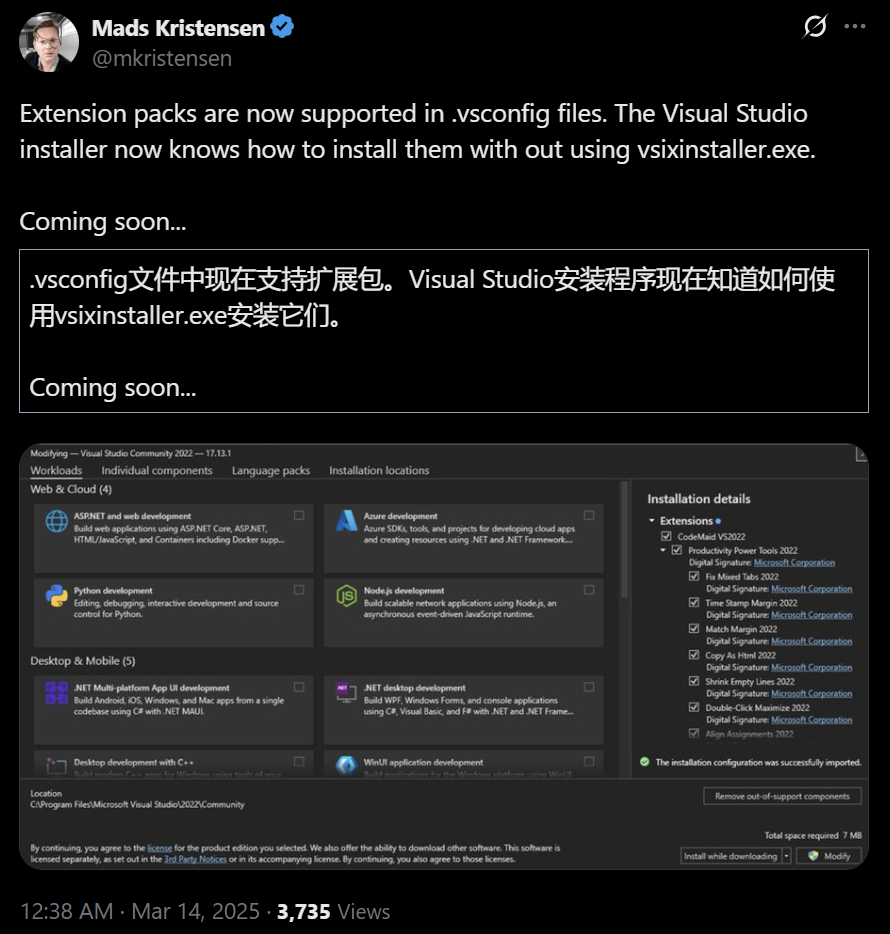 Mads Kristensen
@mkristensen
Extension packs are now supported in .vsconfig files. The Visual Studio
installer now knows how to install them with out using vsixinstaller.exe.
Coming soon...
.vsconfig文件中现在支持扩展包。Visual Studio安装程序现在知道如何使
用vsixinstaller.exe安装它们。
Coming soon...
Modifying — Visual Studio Community 2022 — 17.13.1
Workloads Individual components Language packs Installation locations
Web & Cloud (4)
ASP.NET and web development
Build web applications using ASP.NET Core, ASP.NET,
HTML/JavaScript, and Containers including Docker supp...
Azure development
Azure SDKs, tools, and projects for developing cloud apps
and creating resources using .NET and .NET Framework....
Python development
Editing, debugging, interactive development and source
control for Python.
Node.js development
Build scalable network applications using Node.js, an
asynchronous event-driven JavaScript runtime.
Desktop & Mobile (5)
.NET Multi-platform App UI development
Build Android, iOS, Windows, and Mac apps from a single
codebase using C# with .NET MAUI.
.NET desktop development
Build WPF, Windows Forms, and console applications
using C#, Visual Basic, and F# with .NET and .NET Frame...
Desktop development with C++
Build modern C++ apps for Windows using tools of your
WinUI application development
Build applications for the Windows platform using WinUI
Installation details
Extensions
CodeMaid VS2022
Productivity Power Tools 2022
Digital Signature: Microsoft Corporation
Fix Mixed Tabs 2022
Digital Signature: Microsoft Corporation
Time Stamp Margin 2022
Digital Signature: Microsoft Corporation
Match Margin 2022
Digital Signature: Microsoft Corporation
Copy As Html 2022
Digital Signature: Microsoft Corporation
Shrink Empty Lines 2022
Digital Signature: Microsoft Corporation
Double-Click Maximize 2022
Digital Signature: Microsoft Corporation
Align Assignments 2022
The installation configuration was successfully imported.
Location
C:\Program Files\Microsoft Visual Studio\2022\Community
Remove out-of-support components
Total space required 7 MB
By continuing, you agree to the license for the product edition you selected. We also offer the ability to download other software. This software is
licensed separately, as set out in the 3rd Party Notices or in its accompanying license. By continuing, you also agree to those licenses.
Install while downloading
Modify
12:38 AM · Mar 14, 2025 · 3,735 Views